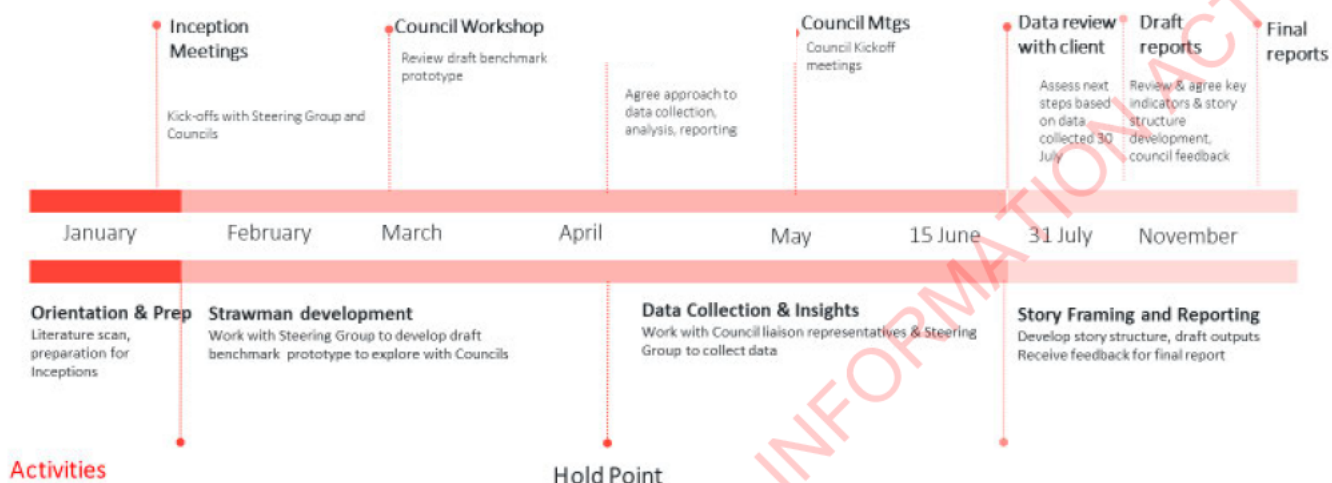 Inception
Meetings
Kick-offs with Steering Group and
Councils
Council Workshop
Review draft benchmark
prototype
Agree approach to
data collection,
analysis, reporting
Council Mtgs
Council Kickoff
meetings
Data review
with client
Assess next
steps based
on data
collected 30
July
Draft
reports
Review & agree key
indicators & story
structure
development,
council feedback
Final
reports
January February March April May 15 June 31 July November
Orientation & Prep
Literature scan,
preparation for
Inceptions
Strawman development
Work with Steering Group to develop draft
benchmark prototype to explore with Councils
Data Collection & Insights
Work with Council liaison representatives & Steering
Group to collect data
Story Framing and Reporting
Develop story structure, draft outputs
Receive feedback for final report
Activities
Hold Point
INFORMATION ACT